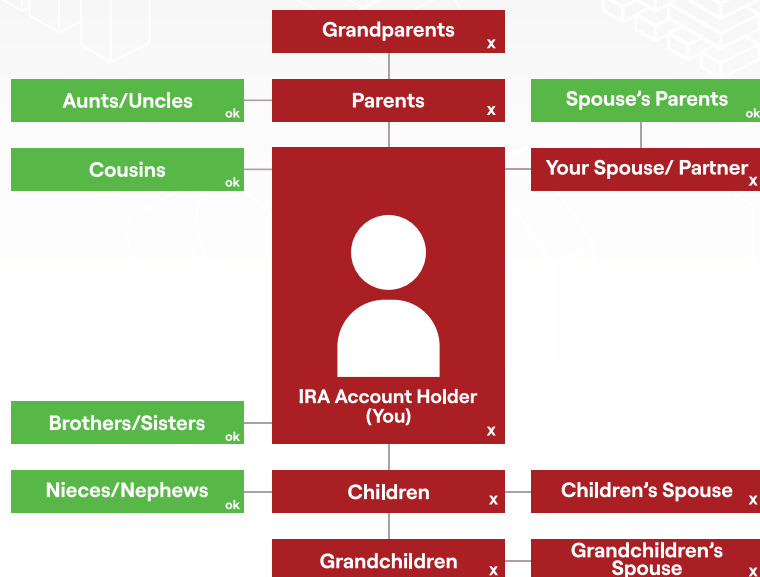 Grandparents
x
Aunts/Uncles
ok
Parents
x
Spouse's Parents
ok
Cousins
ok
Your Spouse/ Partner
x
IRA Account Holder
(You)
x
Brothers/Sisters
ok
Nieces/Nephews
ok
Children
x
Children's Spouse
x
Grandchildren
x
Grandchildren's
Spouse
x